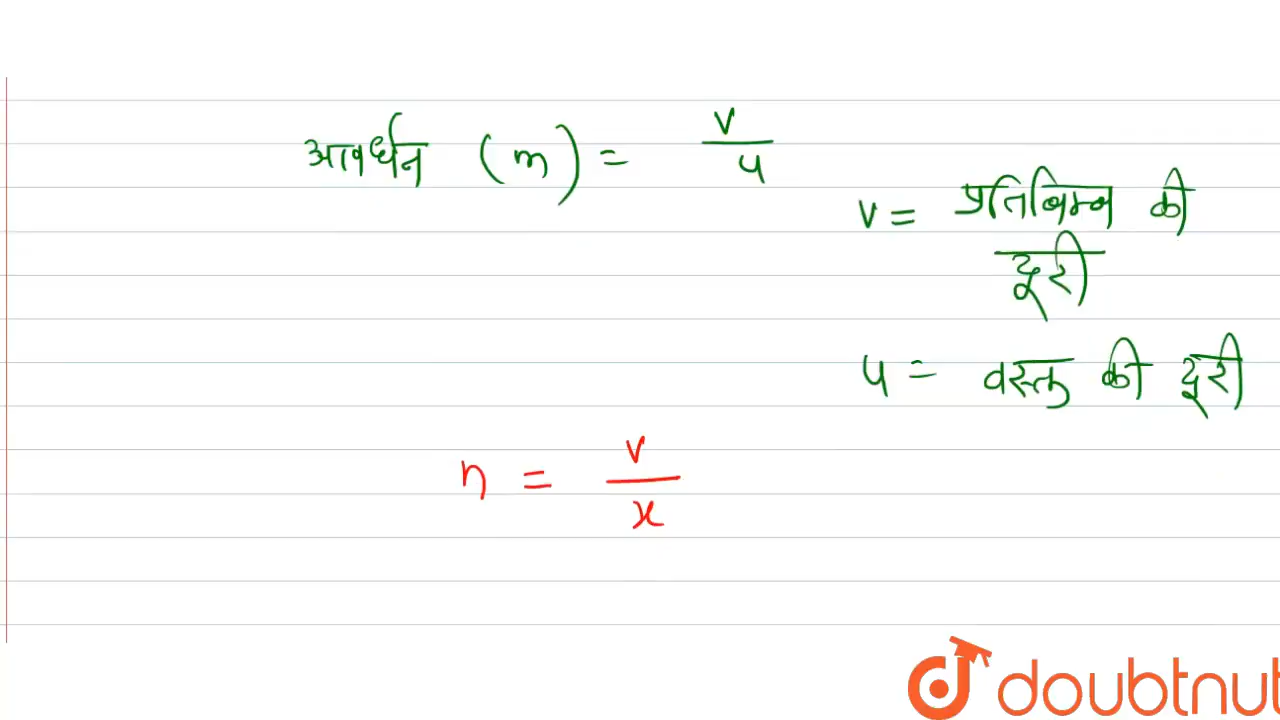 आवर्धन (m) = v/u
v = प्रतिबिम्ब की
दूरी
u = वस्तु की दूरी
n = v/x
doubtnut